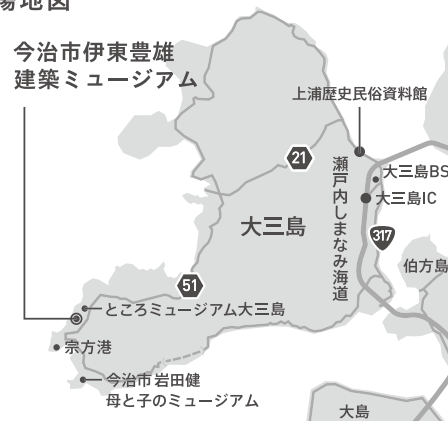 場地図
今治市伊東豊雄
建築ミュージアム
上浦歴史民俗資料館
21
大三島BS
大三島IC
瀬戸内しまなみ海道
大三島
317
伯方島
51
ところミュージアム大三島
宗方港
今治市 岩田健
母と子のミュージアム
大島